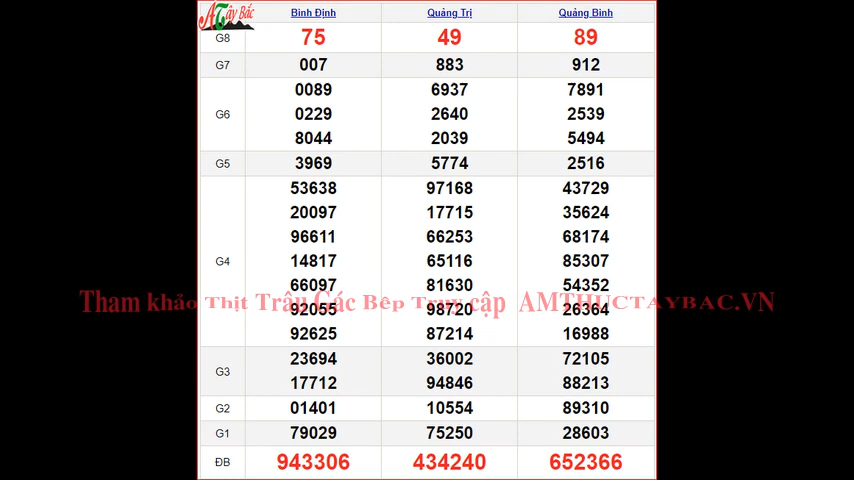 A Tây Bắc
Bình Định Quảng Trị Quảng Bình
G8 75 49 89
G7 007 883 912
0089 6937 7891
G6 0229 2640 2539
8044 2039 5494
G5 3969 5774 2516
53638 97168 43729
20097 17715 35624
96611 66253 68174
G4 14817 65116 85307
66097 81630 54352
Tham khảo Thịt Trâu Gác Bếp Truy cập AMTHUCTAYBAC.VN
92055 98720 26364
92625 87214 16988
23694 36002 72105
G3
17712 94846 88213
G2 01401 10554 89310
G1 79029 75250 28603
ĐB 943306 434240 652366